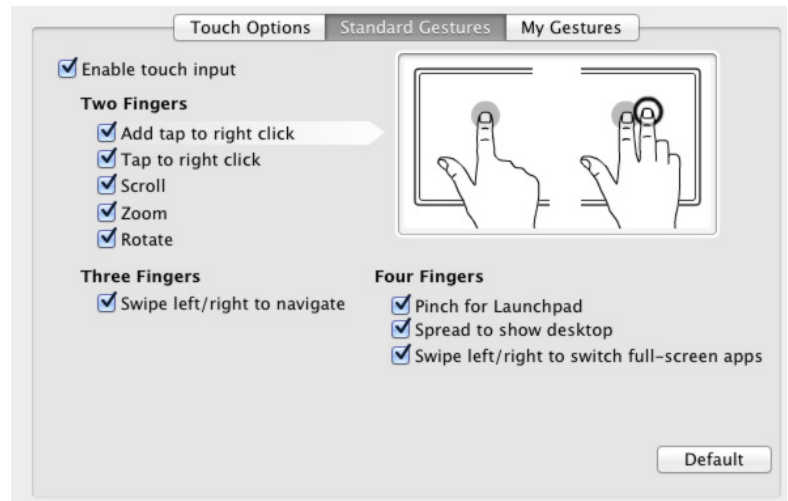 Touch Options Standard Gestures My Gestures
Enable touch input
Two Fingers
Add tap to right click
Tap to right click
Scroll
Zoom
Rotate
Three Fingers
Swipe left/right to navigate
Four Fingers
Pinch for Launchpad
Spread to show desktop
Swipe left/right to switch full-screen apps
Default